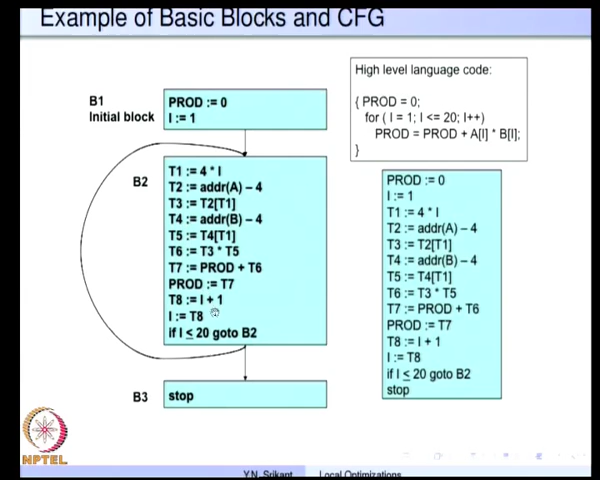 Example of Basic Blocks and CFG
High level language code:
{ PROD = 0;
for ( I = 1; I <= 20; I++)
PROD = PROD + A[I] * B[I];
}
B1
Initial block
PROD := 0
I := 1
B2
T1 := 4 * I
T2 := addr(A) – 4
T3 := T2[T1]
T4 := addr(B) – 4
T5 := T4[T1]
T6 := T3 * T5
T7 := PROD + T6
PROD := T7
T8 := I + 1
I := T8
if I ≤ 20 goto B2
B3
stop
PROD := 0
I := 1
T1 := 4 * I
T2 := addr(A) – 4
T3 := T2[T1]
T4 := addr(B) – 4
T5 := T4[T1]
T6 := T3 * T5
T7 := PROD + T6
PROD := T7
T8 := I + 1
I := T8
if I ≤ 20 goto B2
stop
NPTEL
Y.N. Srikant Local Optimizations